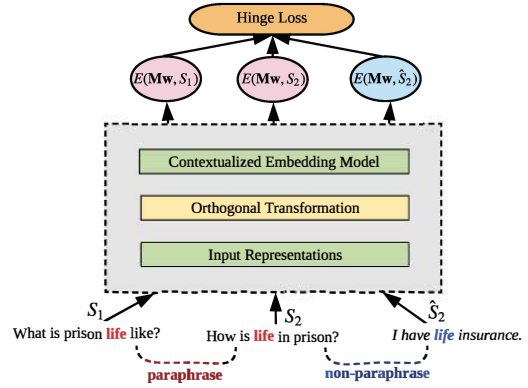 Hinge Loss
E(Mw, S₁) E(Mw, S₂) E(Mw, Ŝ₂)
Contextualized Embedding Model
Orthogonal Transformation
Input Representations
S₁ S₂ Ŝ₂
What is prison life like? How is life in prison? I have life insurance.
paraphrase non-paraphrase